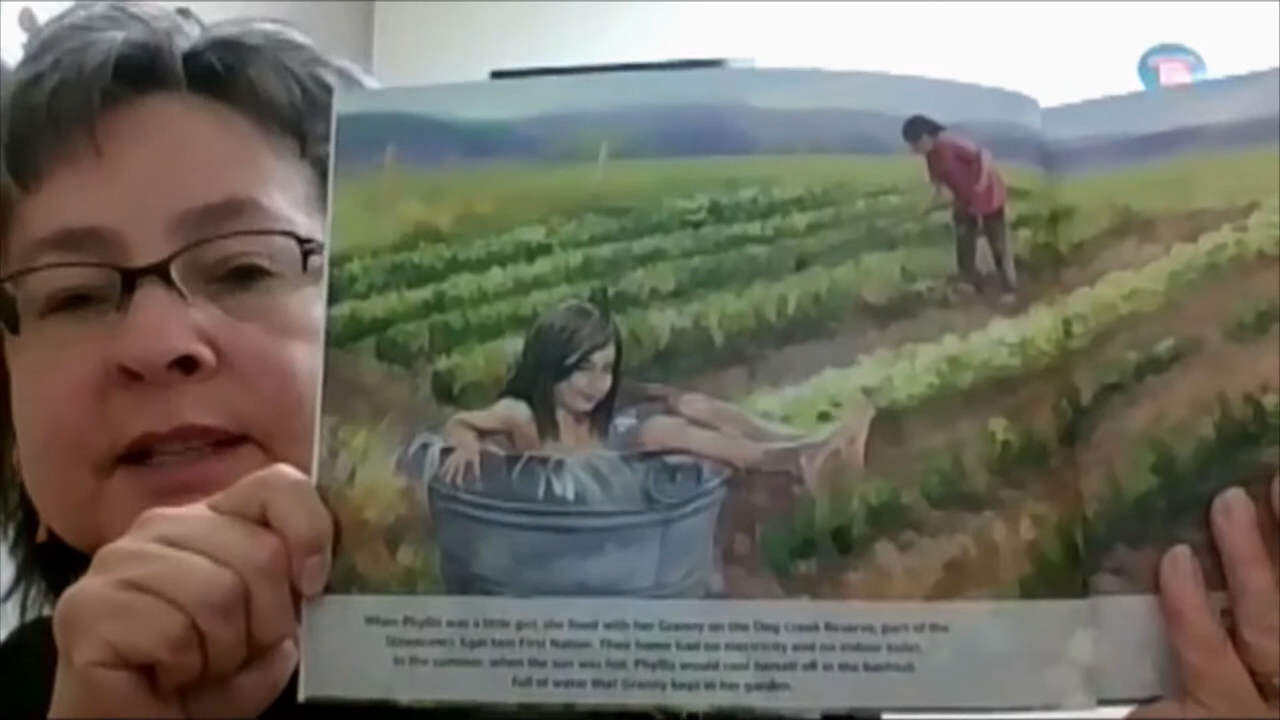 When Phyllis was a little girl, she lived with her Granny on the Dog Creek Reserve, part of the
Stswecem'c Xgat'tem First Nation. Their home had no electricity and no indoor toilet.
In the summer, when the sun was hot, Phyllis would cool herself off in the bathtub
full of water that Granny kept in her garden.